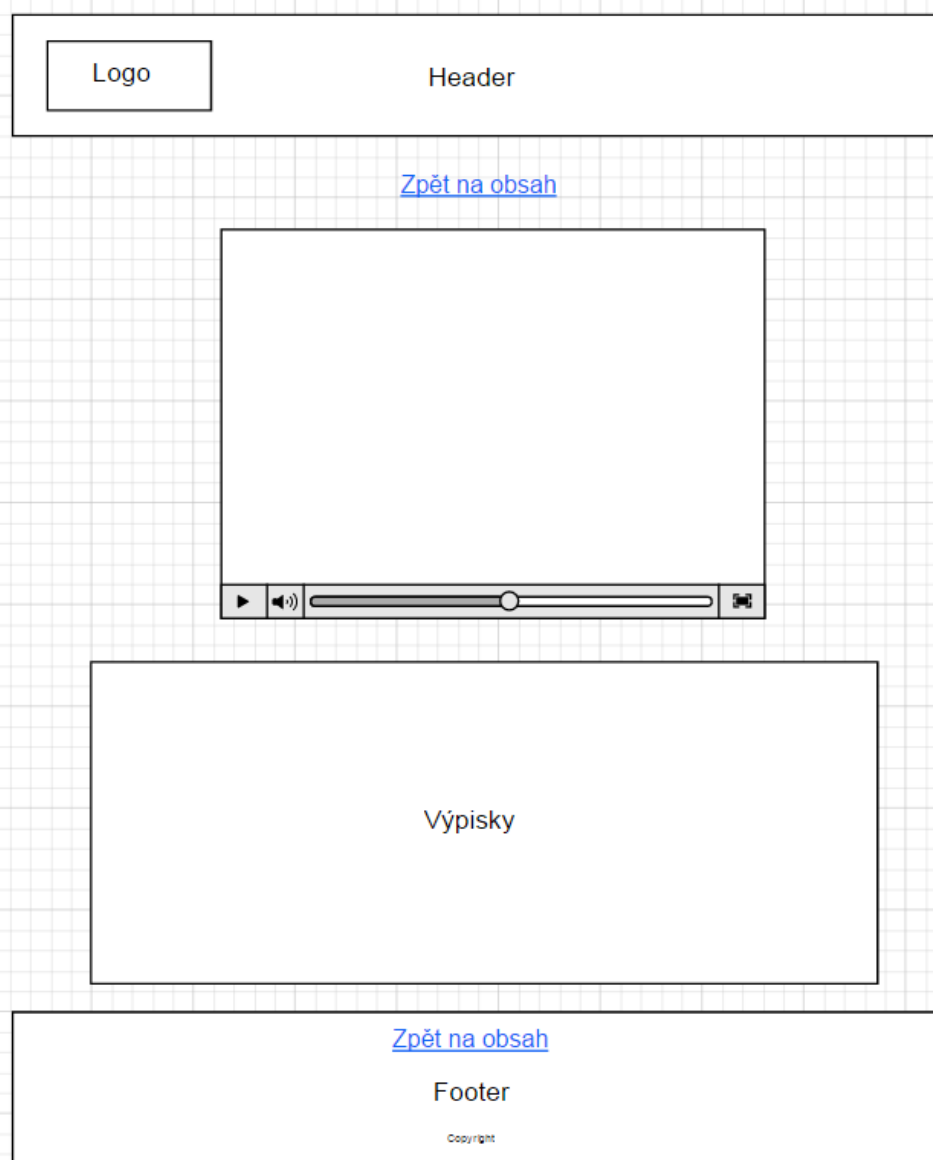 Logo
Header
Zpět na obsah
Výpisky
Zpět na obsah
Footer
Copyright